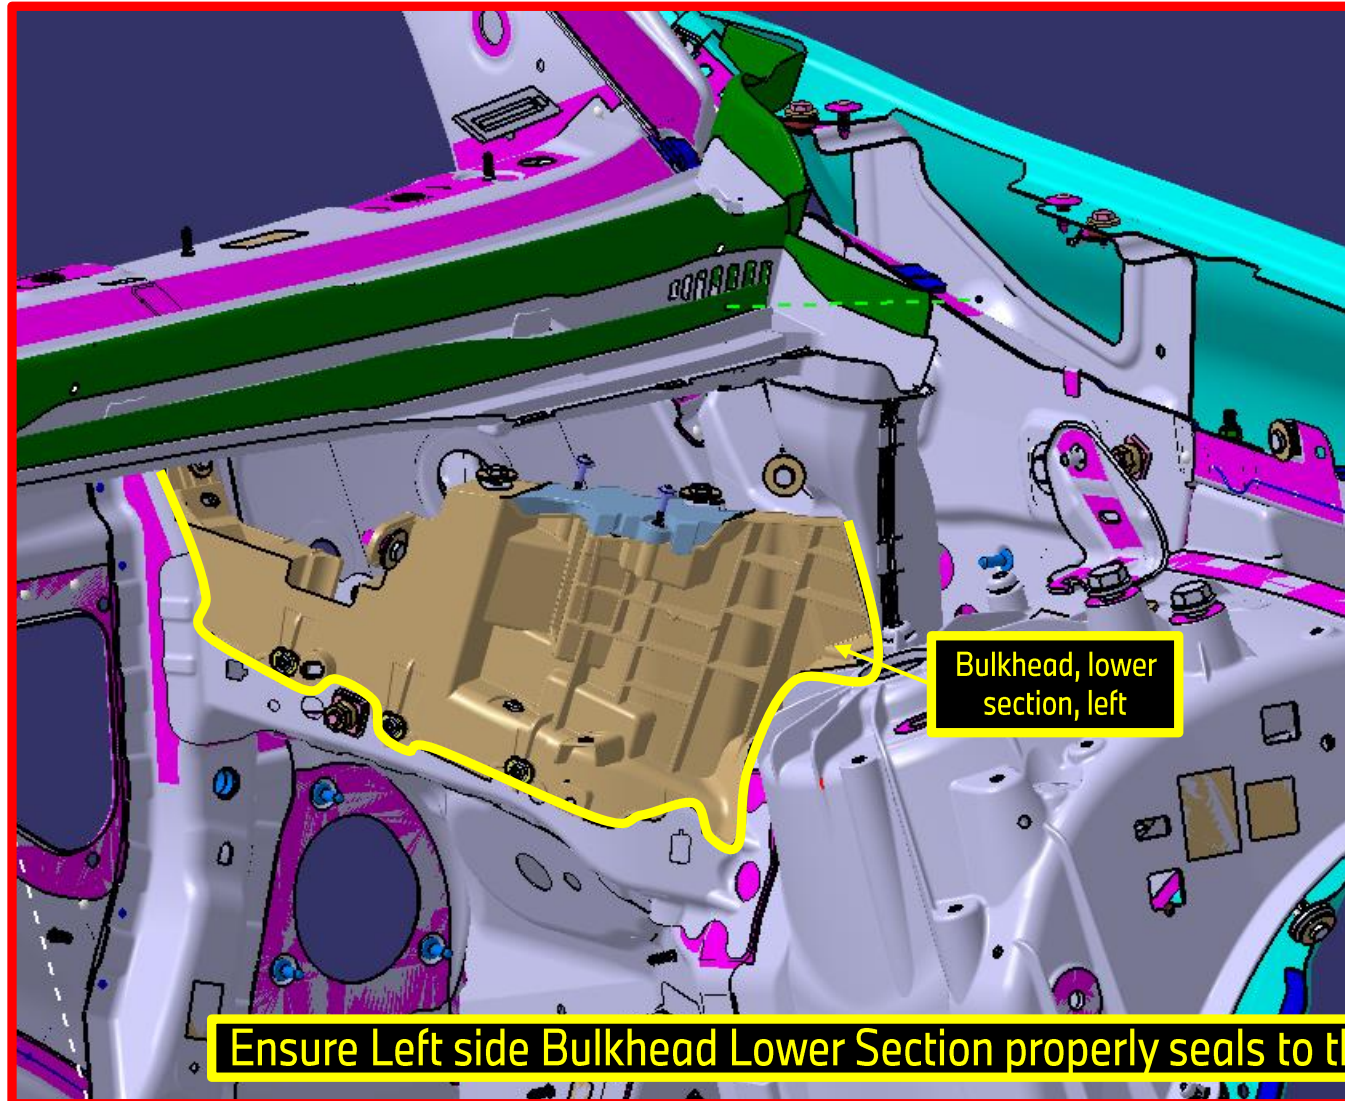 Bulkhead, lower
section, left
Ensure Left side Bulkhead Lower Section properly seals to